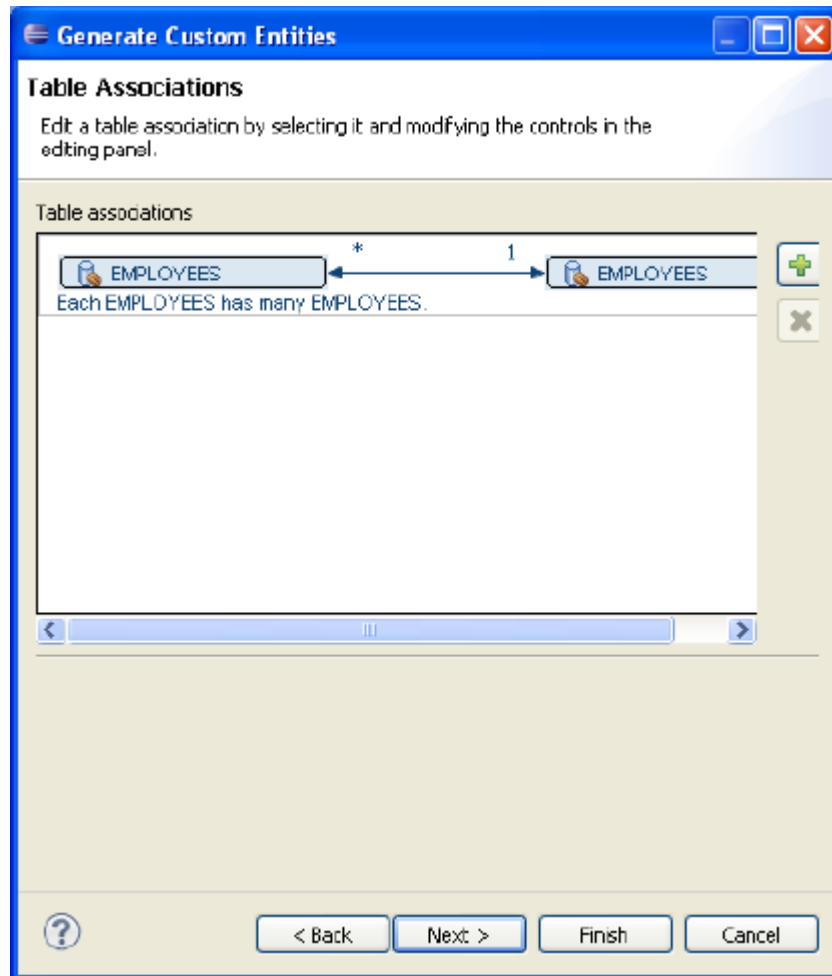 Generate Custom Entities
Table Associations
Edit a table association by selecting it and modifying the controls in the
editing panel.
Table associations
* 1
EMPLOYEES EMPLOYEES
Each EMPLOYEES has many EMPLOYEES.
? < Back Next > Finish Cancel